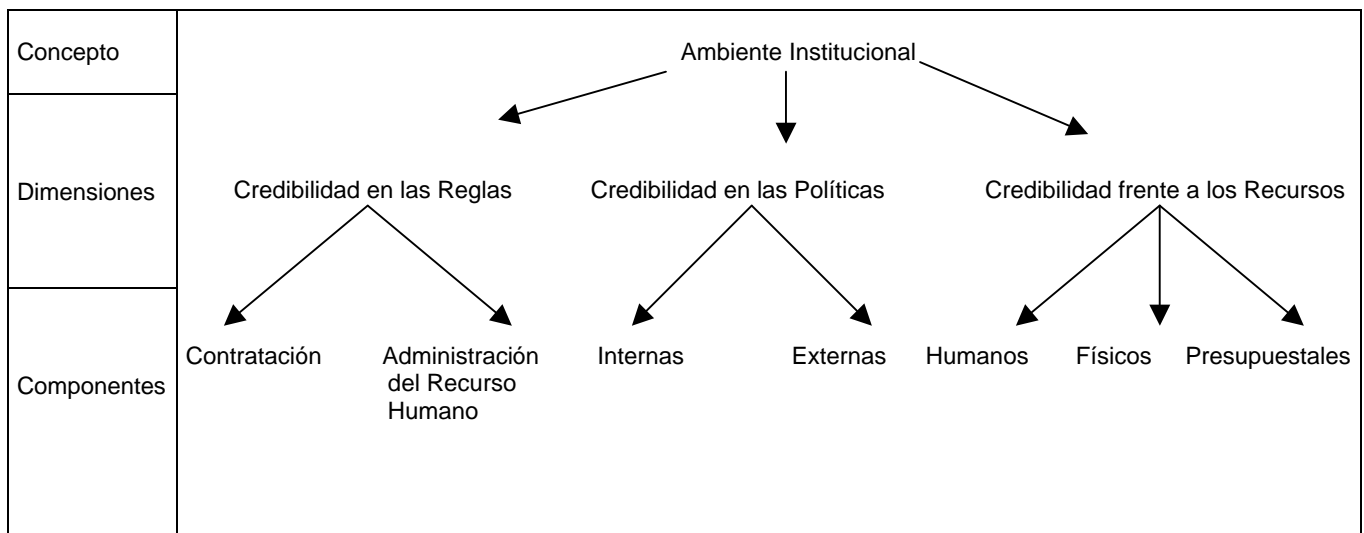 Concepto
Ambiente Institucional
Dimensiones
Credibilidad en las Reglas
Credibilidad en las Políticas
Credibilidad frente a los Recursos
Componentes
Contratación
Administración
del Recurso
Humano
Internas
Externas
Humanos
Físicos
Presupuestales